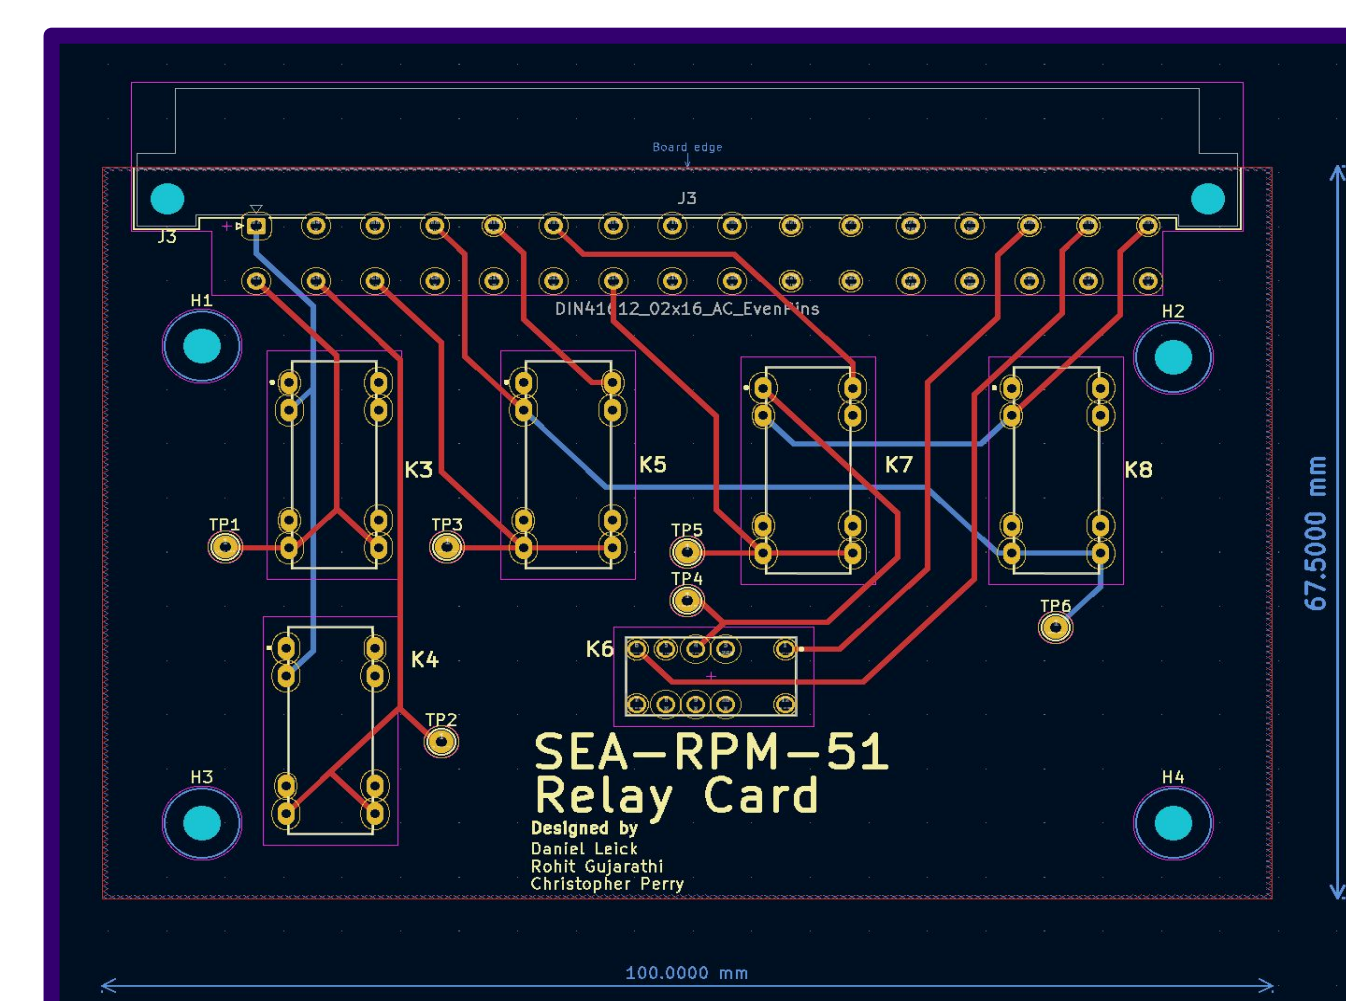 Board edge
J3
J3
H1
DIN41612_02x16_AC_EvenPins
H2
K3
K5
K7
K8
TP1
TP3
TP5
TP4
TP6
67.5000 mm
K6
K4
TP2
SEA-RPM-51
Relay Card
H3
H4
Designed by
Daniel Leick
Rohit Gujarathi
Christopher Perry
100.0000 mm